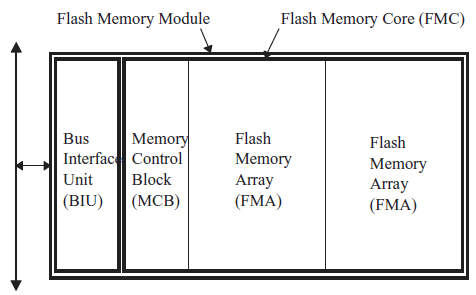 Flash Memory Module
Flash Memory Core (FMC)
Bus
Interface
Unit
(BIU)
Memory
Control
Block
(MCB)
Flash
Memory
Array
(FMA)
Flash
Memory
Array
(FMA)